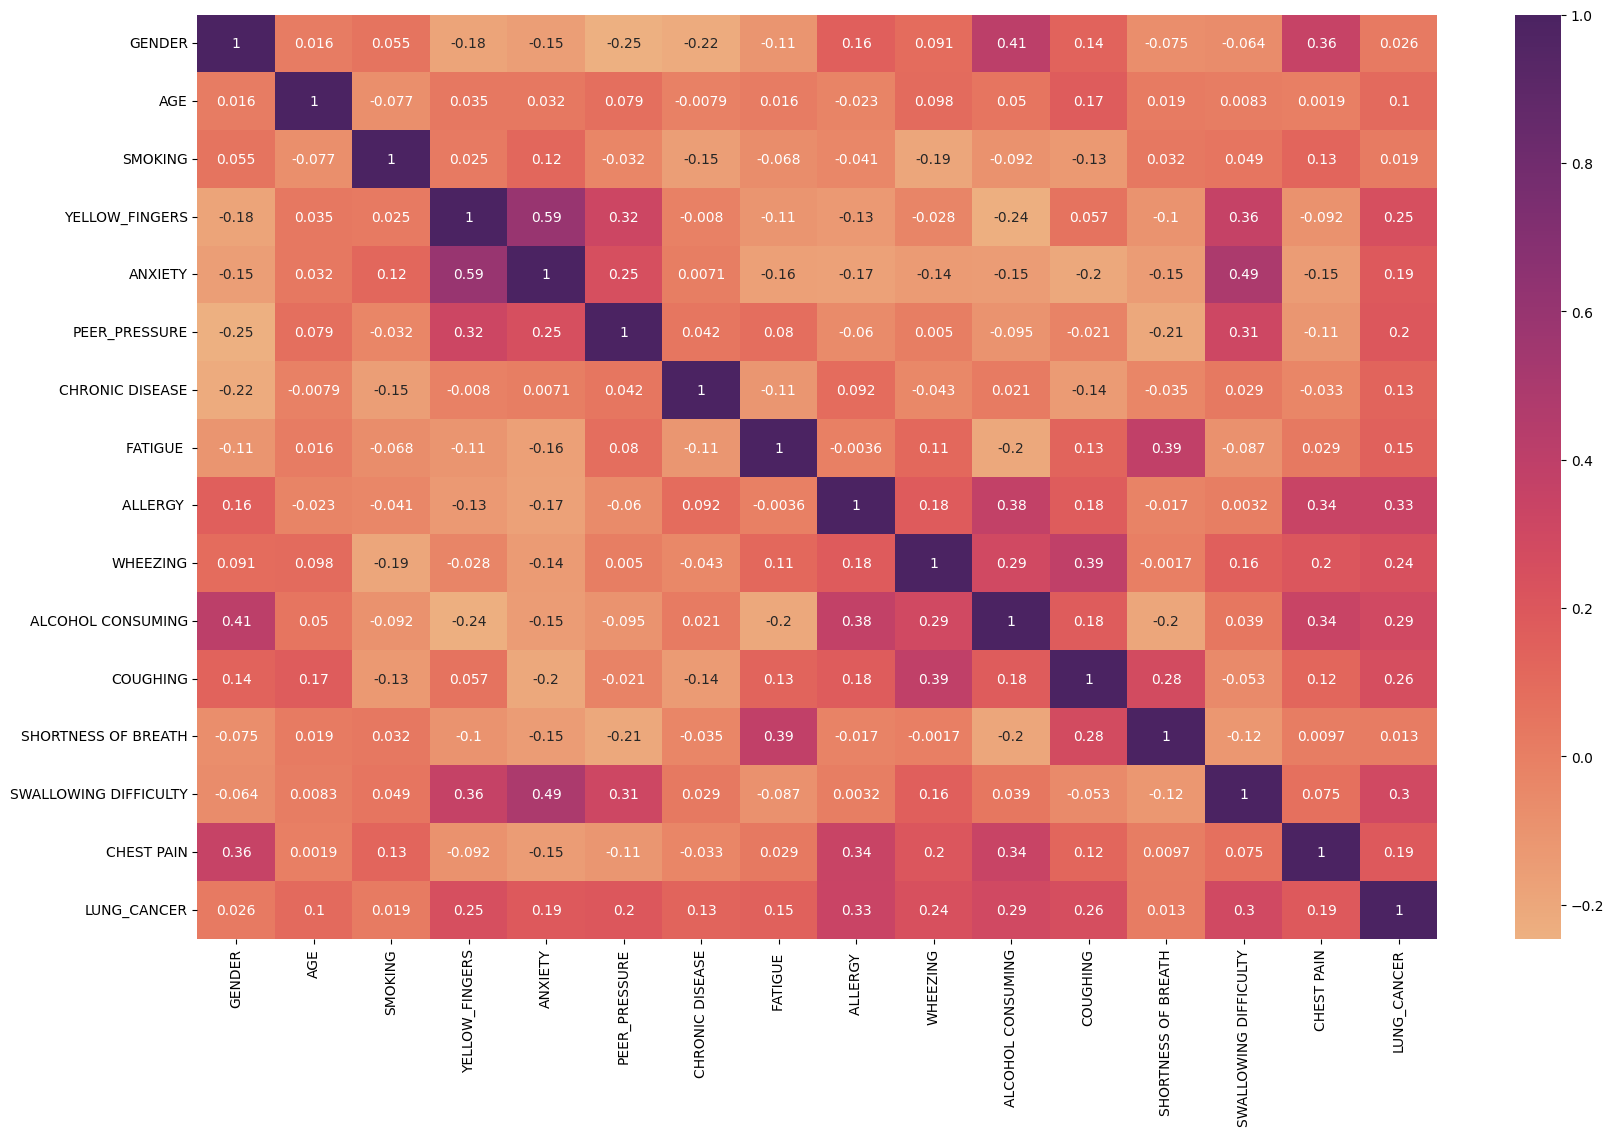 GENDER 1 0.016 0.055 -0.18 -0.15 -0.25 -0.22 -0.11 0.16 0.091 0.41 0.14 -0.075 -0.064 0.36 0.026
AGE 0.016 1 -0.077 0.035 0.032 0.079 -0.0079 0.016 -0.023 0.098 0.05 0.17 0.019 0.0083 0.0019 0.1
SMOKING 0.055 -0.077 1 0.025 0.12 -0.032 -0.15 -0.068 -0.041 -0.19 -0.092 -0.13 0.032 0.049 0.13 0.019
YELLOW_FINGERS -0.18 0.035 0.025 1 0.59 0.32 -0.008 -0.11 -0.13 -0.028 -0.24 0.057 -0.1 0.36 -0.092 0.25
ANXIETY -0.15 0.032 0.12 0.59 1 0.25 0.0071 -0.16 -0.17 -0.14 -0.15 -0.2 -0.15 0.49 -0.15 0.19
PEER_PRESSURE -0.25 0.079 -0.032 0.32 0.25 1 0.042 0.08 -0.06 0.005 -0.095 -0.021 -0.21 0.31 -0.11 0.2
CHRONIC DISEASE -0.22 -0.0079 -0.15 -0.008 0.0071 0.042 1 -0.11 0.092 -0.043 0.021 -0.14 -0.035 0.029 -0.033 0.13
FATIGUE -0.11 0.016 -0.068 -0.11 -0.16 0.08 -0.11 1 -0.0036 0.11 -0.2 0.13 0.39 -0.087 0.029 0.15
ALLERGY 0.16 -0.023 -0.041 -0.13 -0.17 -0.06 0.092 -0.0036 1 0.18 0.38 0.18 -0.017 0.0032 0.34 0.33
WHEEZING 0.091 0.098 -0.19 -0.028 -0.14 0.005 -0.043 0.11 0.18 1 0.29 0.39 -0.0017 0.16 0.2 0.24
ALCOHOL CONSUMING 0.41 0.05 -0.092 -0.24 -0.15 -0.095 0.021 -0.2 0.38 0.29 1 0.18 -0.2 0.039 0.34 0.29
COUGHING 0.14 0.17 -0.13 0.057 -0.2 -0.021 -0.14 0.13 0.18 0.39 0.18 1 0.28 -0.053 0.12 0.26
SHORTNESS OF BREATH -0.075 0.019 0.032 -0.1 -0.15 -0.21 -0.035 0.39 -0.017 -0.0017 -0.2 0.28 1 -0.12 0.0097 0.013
SWALLOWING DIFFICULTY -0.064 0.0083 0.049 0.36 0.49 0.31 0.029 -0.087 0.0032 0.16 0.039 -0.053 -0.12 1 0.075 0.3
CHEST PAIN 0.36 0.0019 0.13 -0.092 -0.15 -0.11 -0.033 0.029 0.34 0.2 0.34 0.12 0.0097 0.075 1 0.19
LUNG_CANCER 0.026 0.1 0.019 0.25 0.19 0.2 0.13 0.15 0.33 0.24 0.29 0.26 0.013 0.3 0.19 1
GENDER
AGE
SMOKING
YELLOW_FINGERS
ANXIETY
PEER_PRESSURE
CHRONIC DISEASE
FATIGUE
ALLERGY
WHEEZING
ALCOHOL CONSUMING
COUGHING
SHORTNESS OF BREATH
SWALLOWING DIFFICULTY
CHEST PAIN
LUNG_CANCER
1.0
0.8
0.6
0.4
0.2
0.0
−0.2